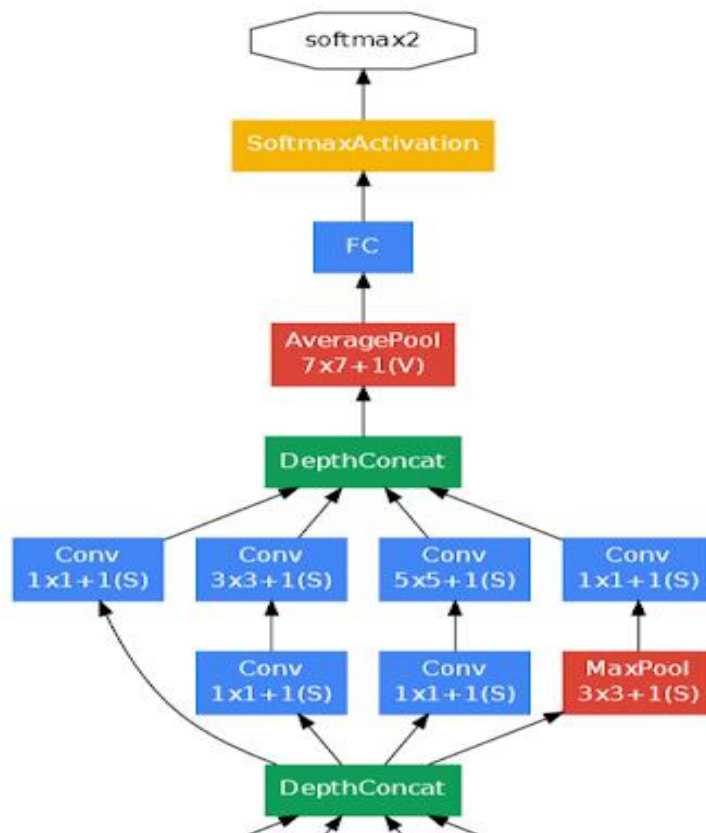 softmax2
SoftmaxActivation
FC
AveragePool
7x7+1(V)
DepthConcat
Conv
1x1+1(S)
Conv
3x3+1(S)
Conv
5x5+1(S)
Conv
1x1+1(S)
Conv
1x1+1(S)
Conv
1x1+1(S)
MaxPool
3x3+1(S)
DepthConcat